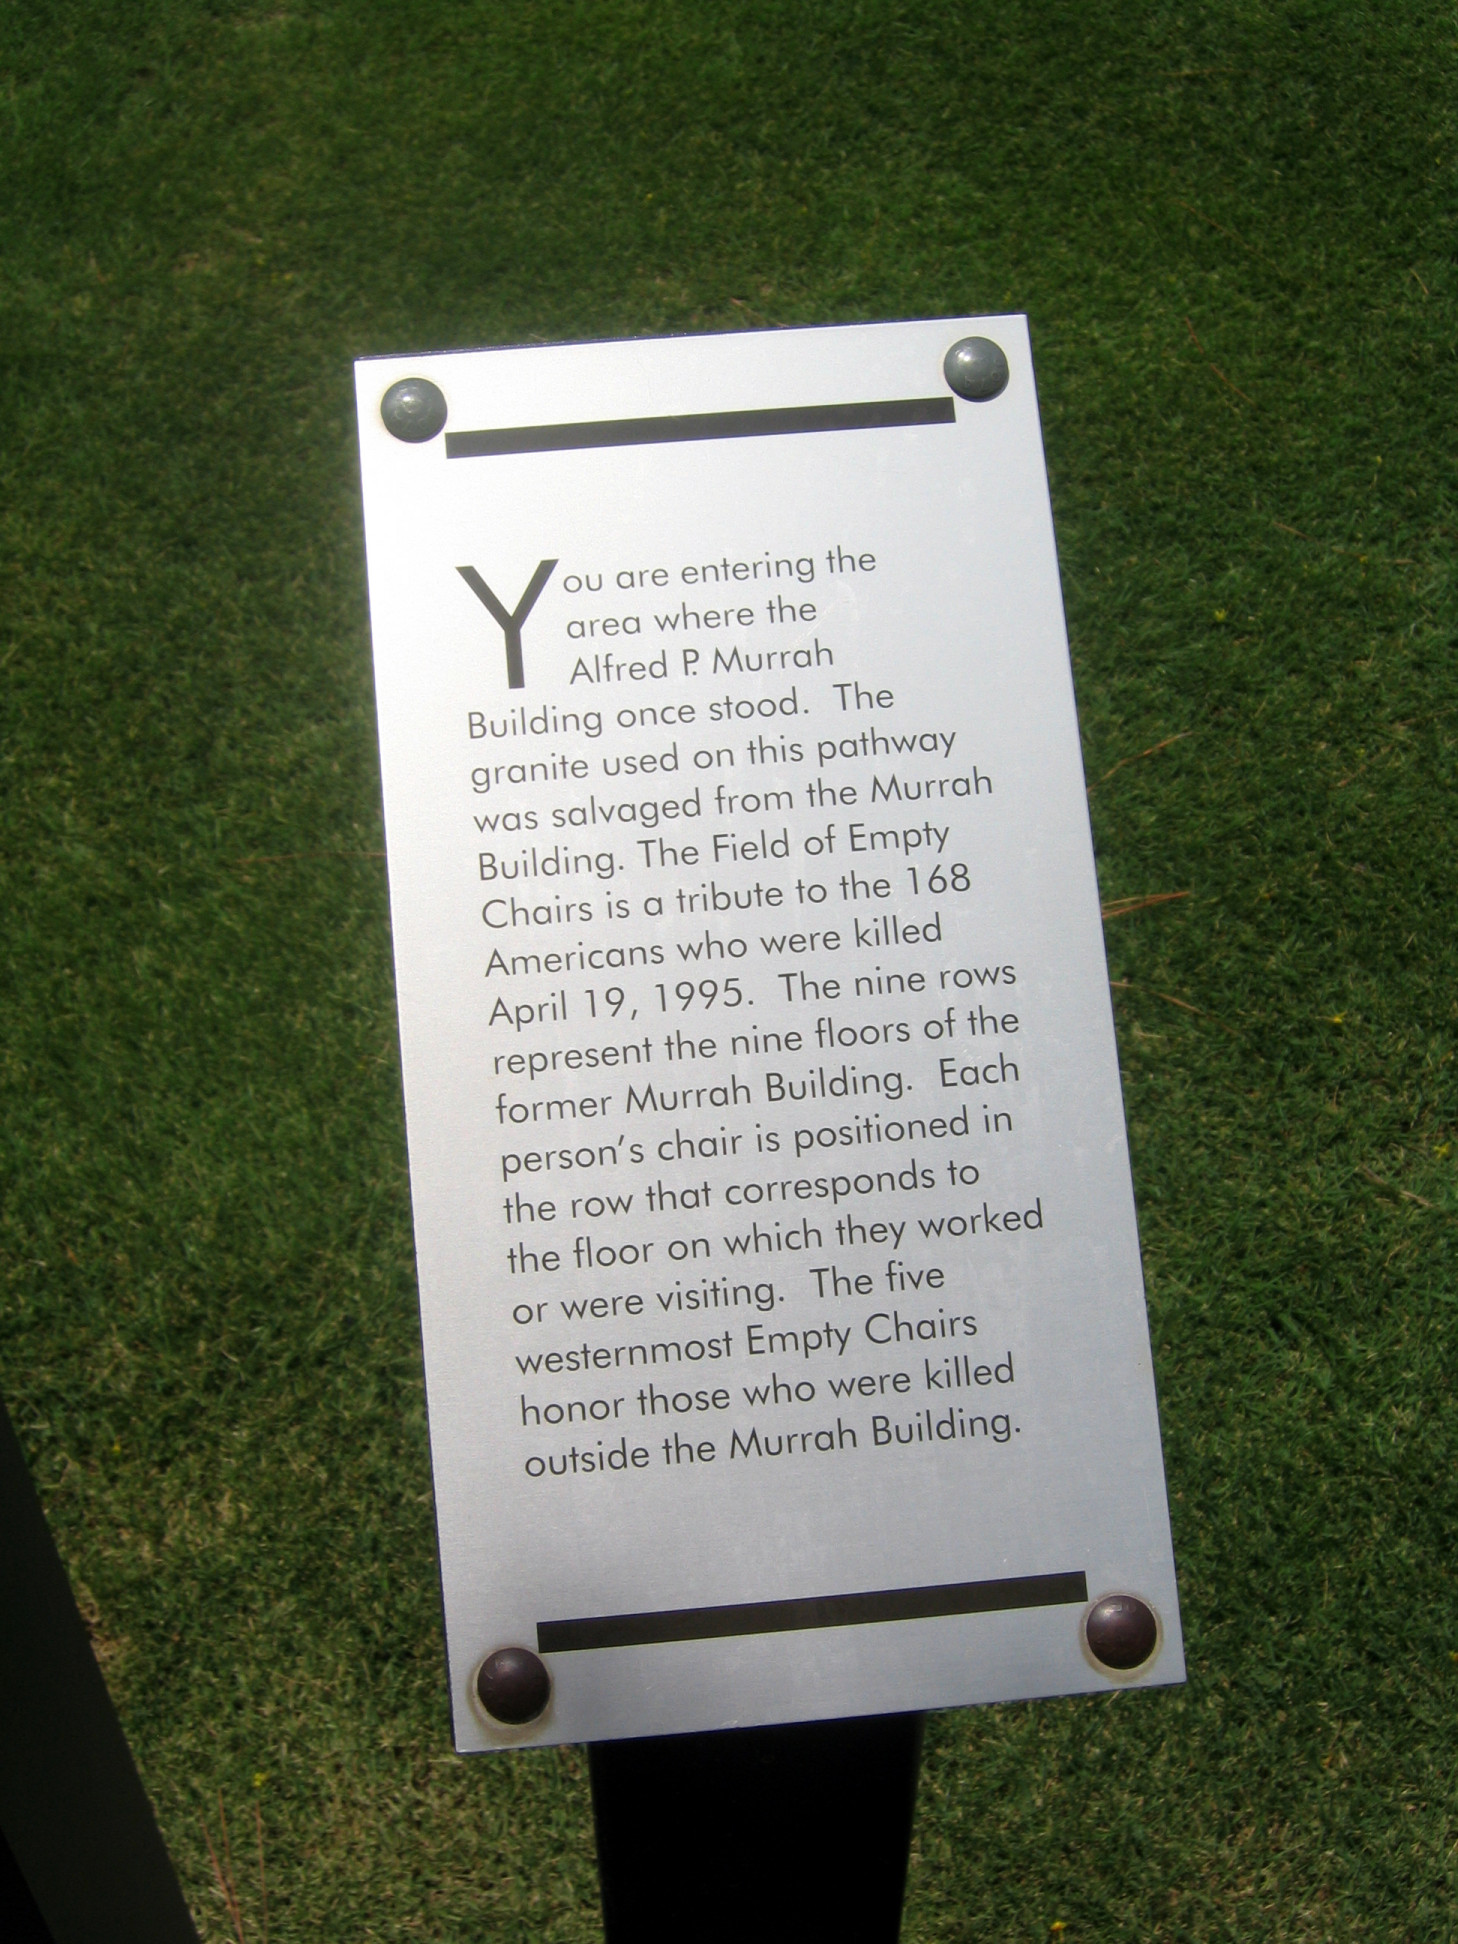 You are entering the
area where the
Alfred P. Murrah
Building once stood.  The
granite used on this pathway
was salvaged from the Murrah
Building. The Field of Empty
Chairs is a tribute to the 168
Americans who were killed
April 19, 1995.  The nine rows
represent the nine floors of the
former Murrah Building.  Each
person's chair is positioned in
the row that corresponds to
the floor on which they worked
or were visiting.  The five
westernmost Empty Chairs
honor those who were killed
outside the Murrah Building.